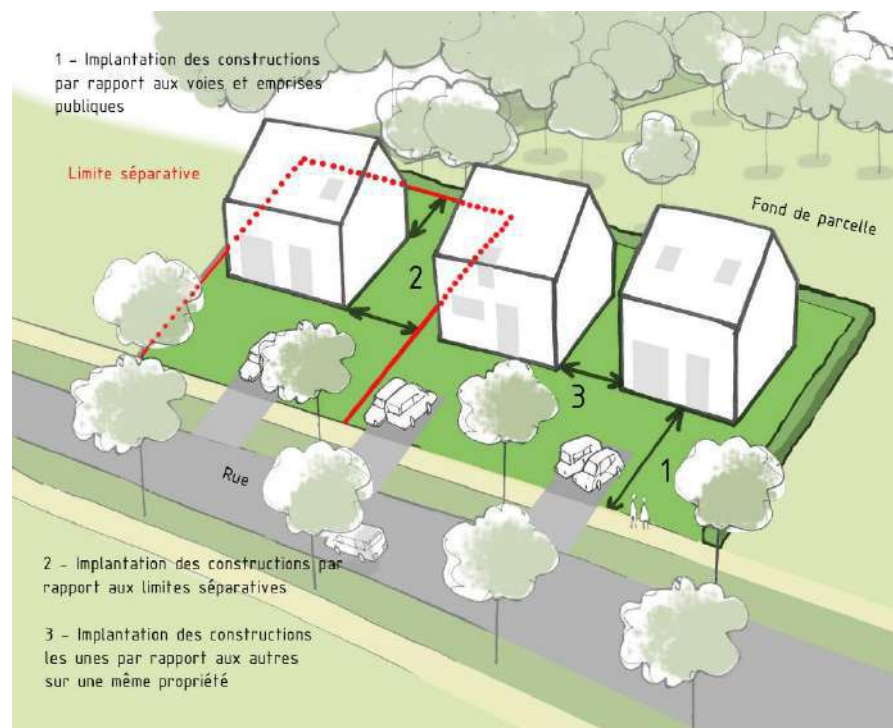 1 - Implantation des constructions
par rapport aux voies et emprises
publiques
Limite séparative
Fond de parcelle
2
3
1
Rue
2 - Implantation des constructions par
rapport aux limites séparatives
3 - Implantation des constructions
les unes par rapport aux autres
sur une même propriété